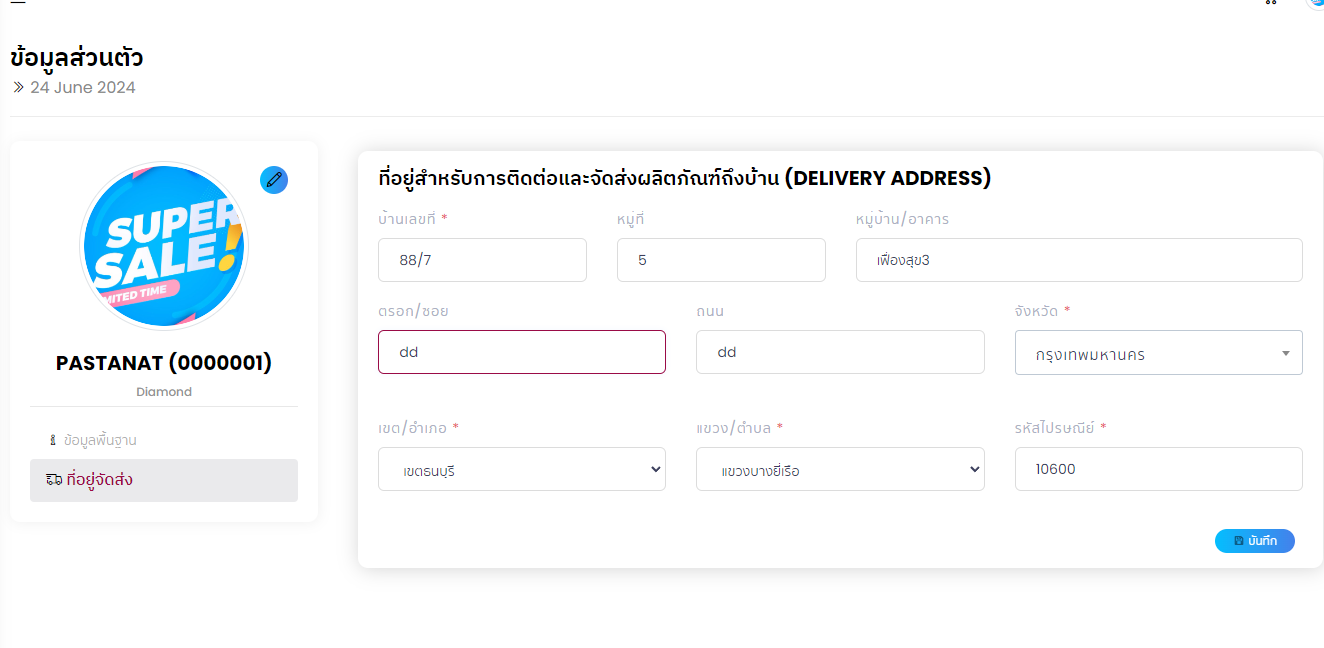 ข้อมูลส่วนตัว
24 June 2024
SUPER
SALE!
IMITED TIME
PASTANAT (0000001)
Diamond
ข้อมูลพื้นฐาน
ที่อยู่จัดส่ง
ที่อยู่สำหรับการติดต่อและจัดส่งผลิตภัณฑ์ถึงบ้าน (DELIVERY ADDRESS)
บ้านเลขที่ * หมู่ที่ หมู่บ้าน/อาคาร
88/7 5 เฟื่องสุข3
ตรอก/ซอย ถนน จังหวัด *
dd dd กรุงเทพมหานคร
เขต/อำเภอ * แขวง/ตำบล * รหัสไปรษณีย์ *
เขตธนบุรี แขวงบางยี่เรือ 10600
บันทึก